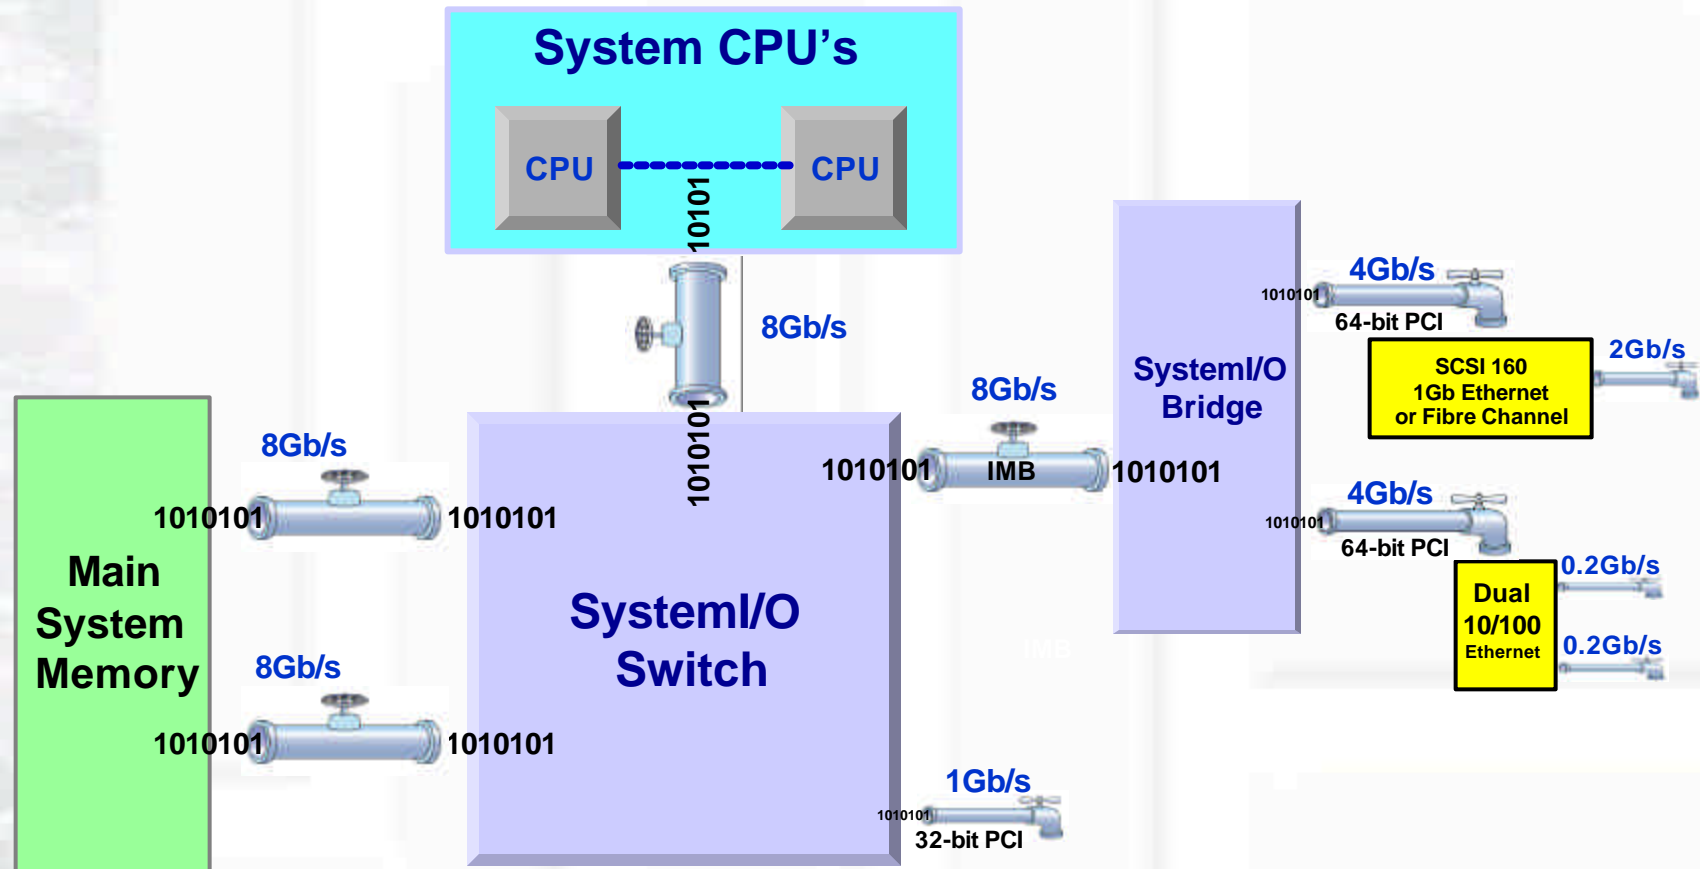 System CPU's
CPU
CPU
10101
8Gb/s
1010101
Main
System
Memory
8Gb/s
1010101
1010101
8Gb/s
1010101
1010101
SystemI/O
Switch
8Gb/s
1010101
IMB
1010101
IMB
1Gb/s
1010101
32-bit PCI
SystemI/O
Bridge
4Gb/s
1010101
64-bit PCI
SCSI 160
1Gb Ethernet
or Fibre Channel
2Gb/s
4Gb/s
1010101
64-bit PCI
Dual
10/100
Ethernet
0.2Gb/s
0.2Gb/s